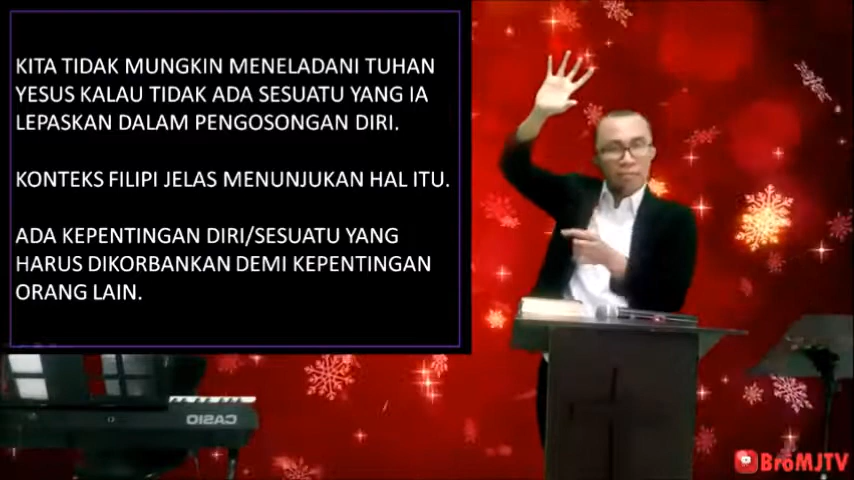 KITA TIDAK MUNGKIN MENELADANI TUHAN
YESUS KALAU TIDAK ADA SESUATU YANG IA
LEPASKAN DALAM PENGOSONGAN DIRI.
KONTEKS FILIPI JELAS MENUNJUKAN HAL ITU.
ADA KEPENTINGAN DIRI/SESUATU YANG
HARUS DIKORBANKAN DEMI KEPENTINGAN
ORANG LAIN.
CASIO
BroMJTV